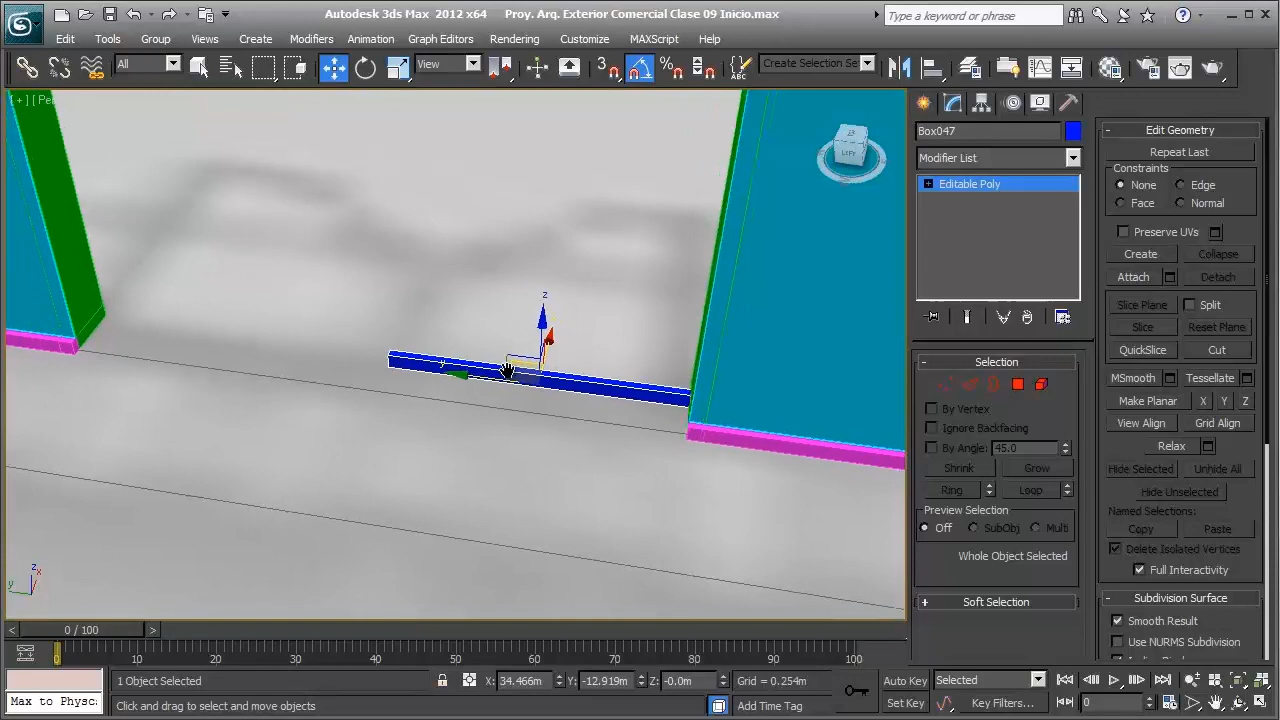 Autodesk 3ds Max 2012 x64 Proy. Arq. Exterior Comercial Clase 09 Inicio.max
Type a keyword or phrase
Edit Tools Group Views Create Modifiers Animation Graph Editors Rendering Customize MAXScript Help
All View 3 % ABC Create Selection Se
[ + ] [ Pe
LEFT
Box047
Modifier List
Editable Poly
z
y
z
x
y
Selection
By Vertex
Ignore Backfacing
By Angle: 45.0
Shrink Grow
Ring Loop
Preview Selection
Off SubObj Multi
Whole Object Selected
+ Soft Selection
- Edit Geometry
Repeat Last
Constraints
None Edge
Face Normal
Preserve UVs
Create Collapse
Attach Detach
Slice Plane Split
Slice Reset Plane
QuickSlice Cut
MSmooth Tessellate
Make Planar X Y Z
View Align Grid Align
Relax
Hide Selected Unhide All
Hide Unselected
Named Selections:
Copy Paste
Delete Isolated Vertices
Full Interactivity
- Subdivision Surface
Smooth Result
Use NURMS Subdivision
< 0 / 100 >
0 10 20 30 40 50 60 70 80 90 100
1 Object Selected X: 34.466m Y: -12.919m Z: -0.0m Grid = 0.254m Auto Key Selected
Max to Physc Click and drag to select and move objects Add Time Tag Set Key Key Filters... 0